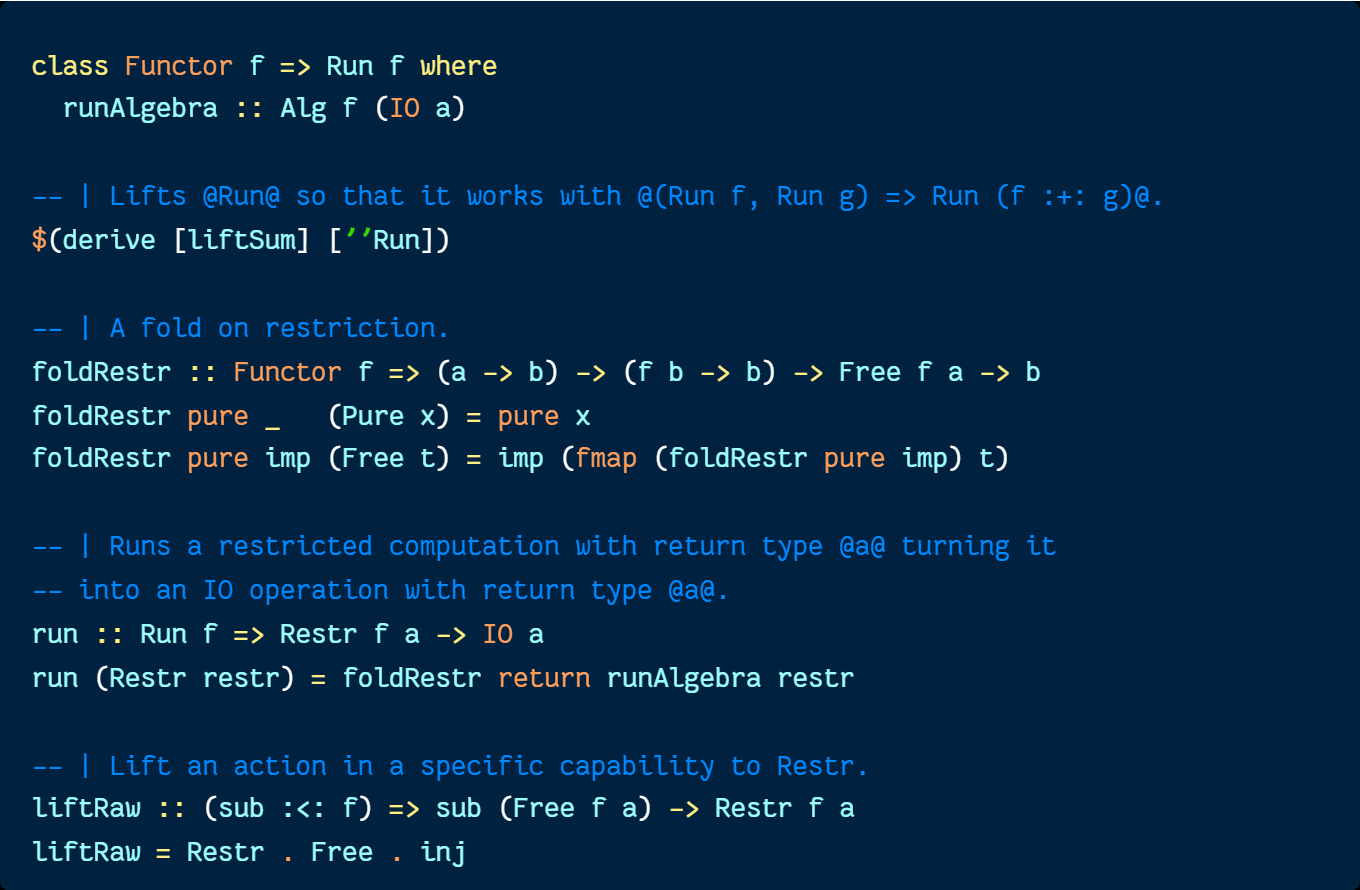 class Functor f => Run f where
  runAlgebra :: Alg f (IO a)

-- | Lifts @Run@ so that it works with @(Run f, Run g) => Run (f :+: g)@.
$(derive [liftSum] [''Run])

-- | A fold on restriction.
foldRestr :: Functor f => (a -> b) -> (f b -> b) -> Free f a -> b
foldRestr pure _   (Pure x) = pure x
foldRestr pure imp (Free t) = imp (fmap (foldRestr pure imp) t)

-- | Runs a restricted computation with return type @a@ turning it
-- into an IO operation with return type @a@.
run :: Run f => Restr f a -> IO a
run (Restr restr) = foldRestr return runAlgebra restr

-- | Lift an action in a specific capability to Restr.
liftRaw :: (sub :<: f) => sub (Free f a) -> Restr f a
liftRaw = Restr . Free . inj